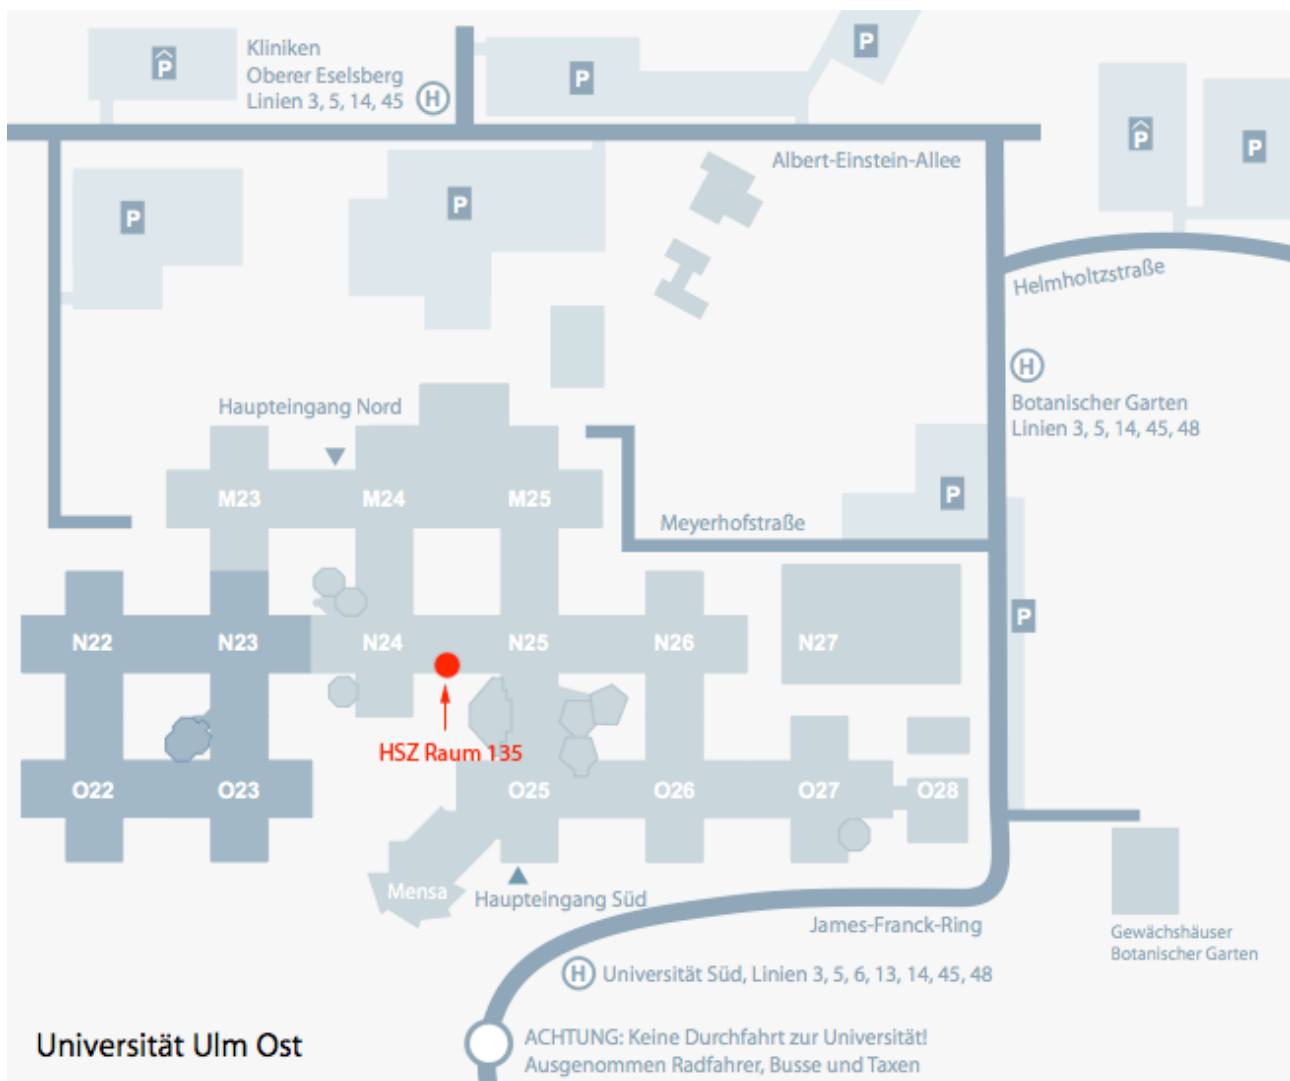 P
Kliniken
Oberer Eselsberg
Linien 3, 5, 14, 45
H
P
P
P
P
Albert-Einstein-Allee
P
P
Helmholtzstraße
H
Botanischer Garten
Linien 3, 5, 14, 45, 48
Haupteingang Nord
M23
M24
M25
P
Meyerhofstraße
P
N22
N23
N24
N25
N26
N27
HSZ Raum 135
O22
O23
O25
O26
O27
O28
Mensa
Haupteingang Süd
James-Franck-Ring
Gewächshäuser
Botanischer Garten
H
Universität Süd, Linien 3, 5, 6, 13, 14, 45, 48
ACHTUNG: Keine Durchfahrt zur Universität!
Ausgenommen Radfahrer, Busse und Taxen
Universität Ulm Ost